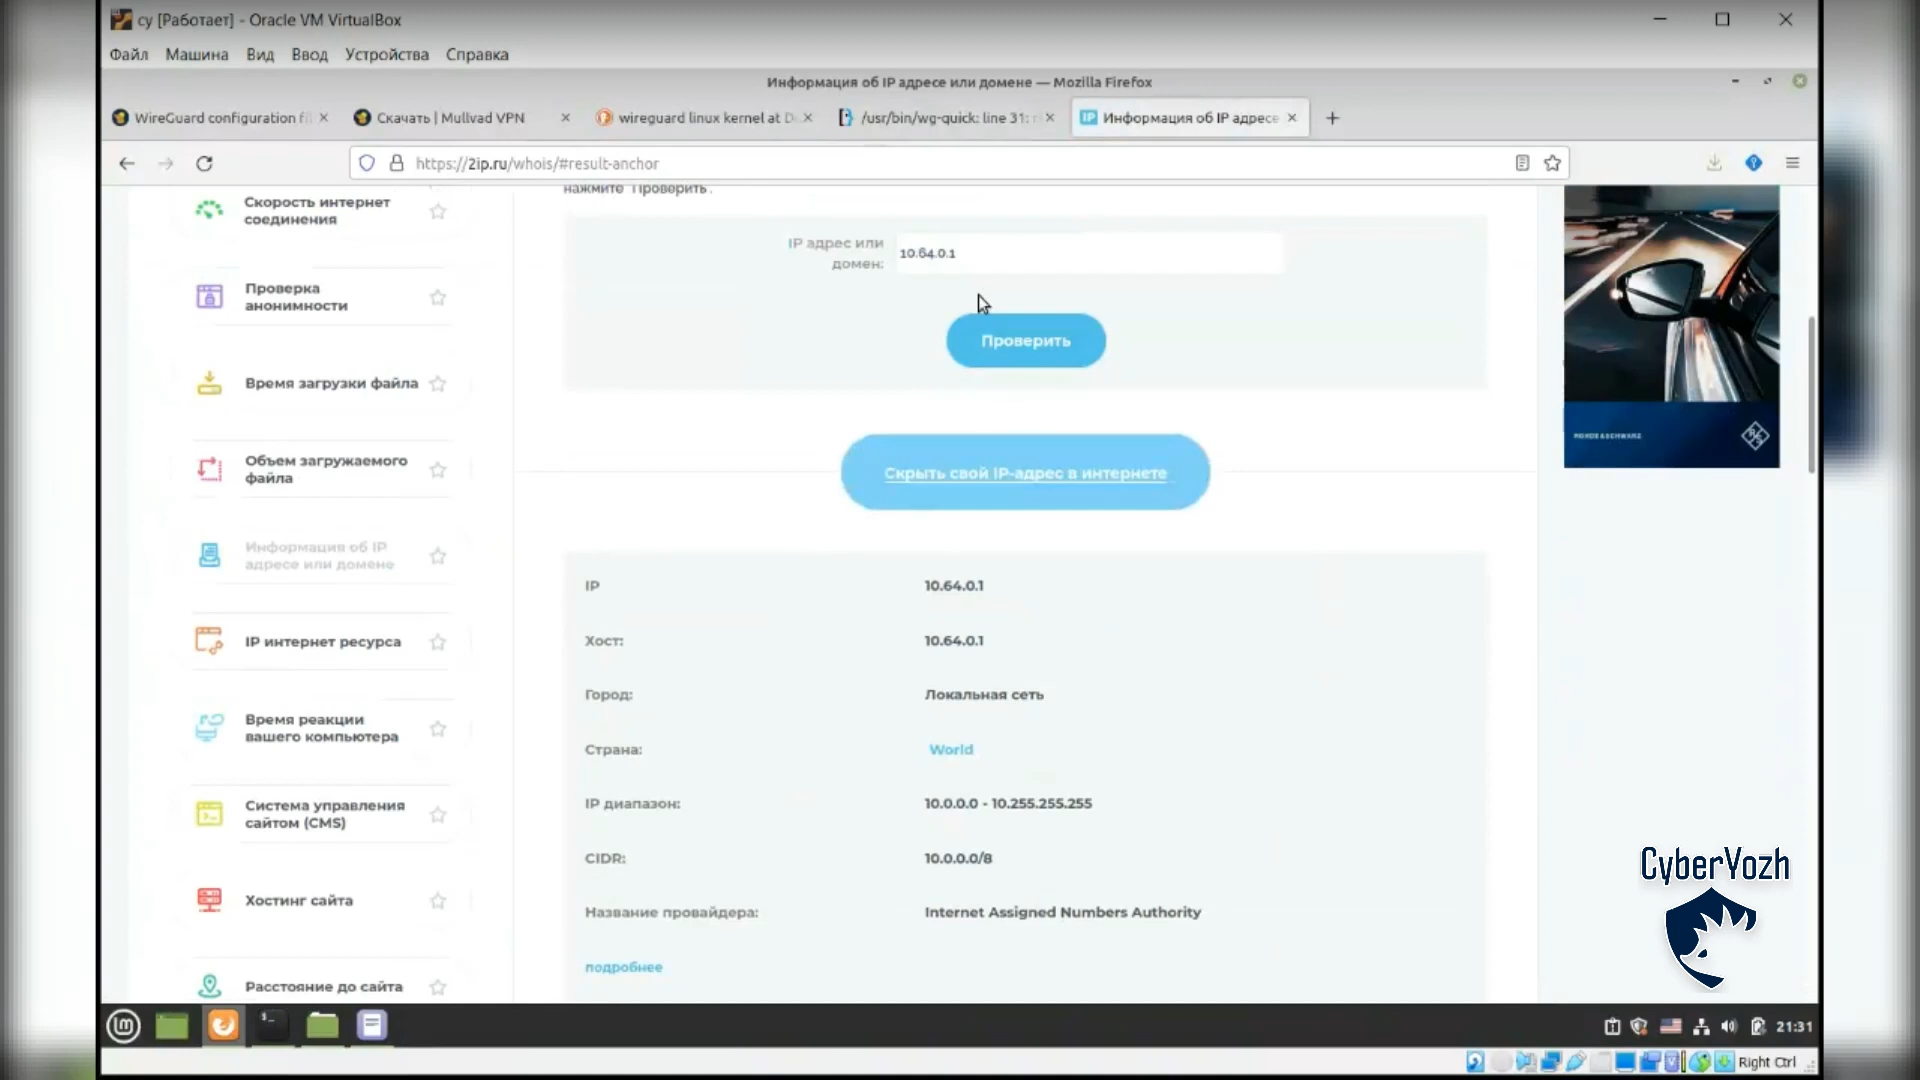 су [Работает] - Oracle VM VirtualBox
Файл Машина Вид Ввод Устройства Справка
Информация об IP адресе или домене — Mozilla Firefox
WireGuard configuration fi
Скачать | Mullvad VPN
wireguard linux kernel at D
/usr/bin/wg-quick: line 31:
Информация об IP адресе
https://2ip.ru/whois/#result-anchor
нажмите "Проверить".
Скорость интернет
соединения
Проверка
анонимности
Время загрузки файла
Объем загружаемого
файла
Информация об IP
адресе или домене
IP интернет ресурса
Время реакции
вашего компьютера
Система управления
сайтом (CMS)
Хостинг сайта
Расстояние до сайта
IP адрес или
домен:
10.64.0.1
Проверить
Скрыть свой IP-адрес в интернете
IP 10.64.0.1
Хост: 10.64.0.1
Город: Локальная сеть
Страна: World
IP диапазон: 10.0.0.0 - 10.255.255.255
CIDR: 10.0.0.0/8
Название провайдера: Internet Assigned Numbers Authority
подробнее
ROHDE & SCHWARZ
CyberYozh
21:31
Right Ctrl